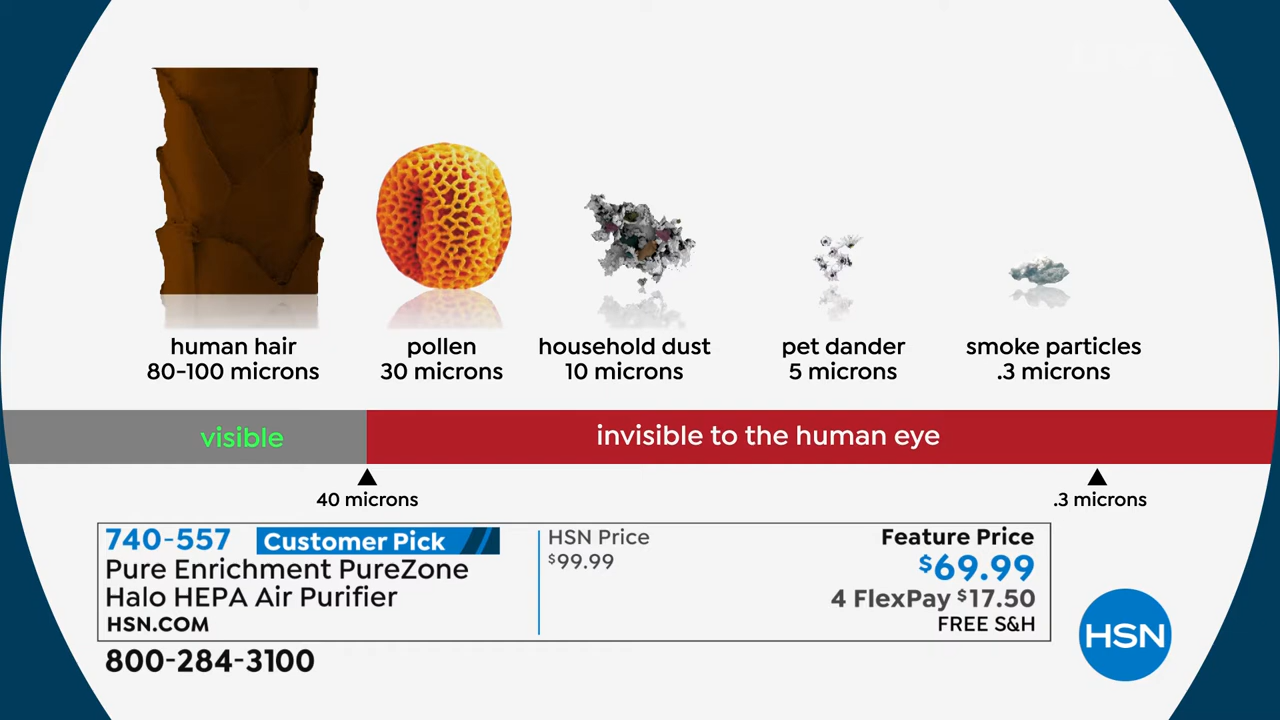 human hair
80-100 microns
pollen
30 microns
household dust
10 microns
pet dander
5 microns
smoke particles
.3 microns
visible
invisible to the human eye
40 microns
.3 microns
740-557
Customer Pick
Pure Enrichment PureZone
Halo HEPA Air Purifier
HSN.COM
HSN Price
$99.99
Feature Price
$69.99
4 FlexPay $17.50
FREE S&H
800-284-3100
HSN